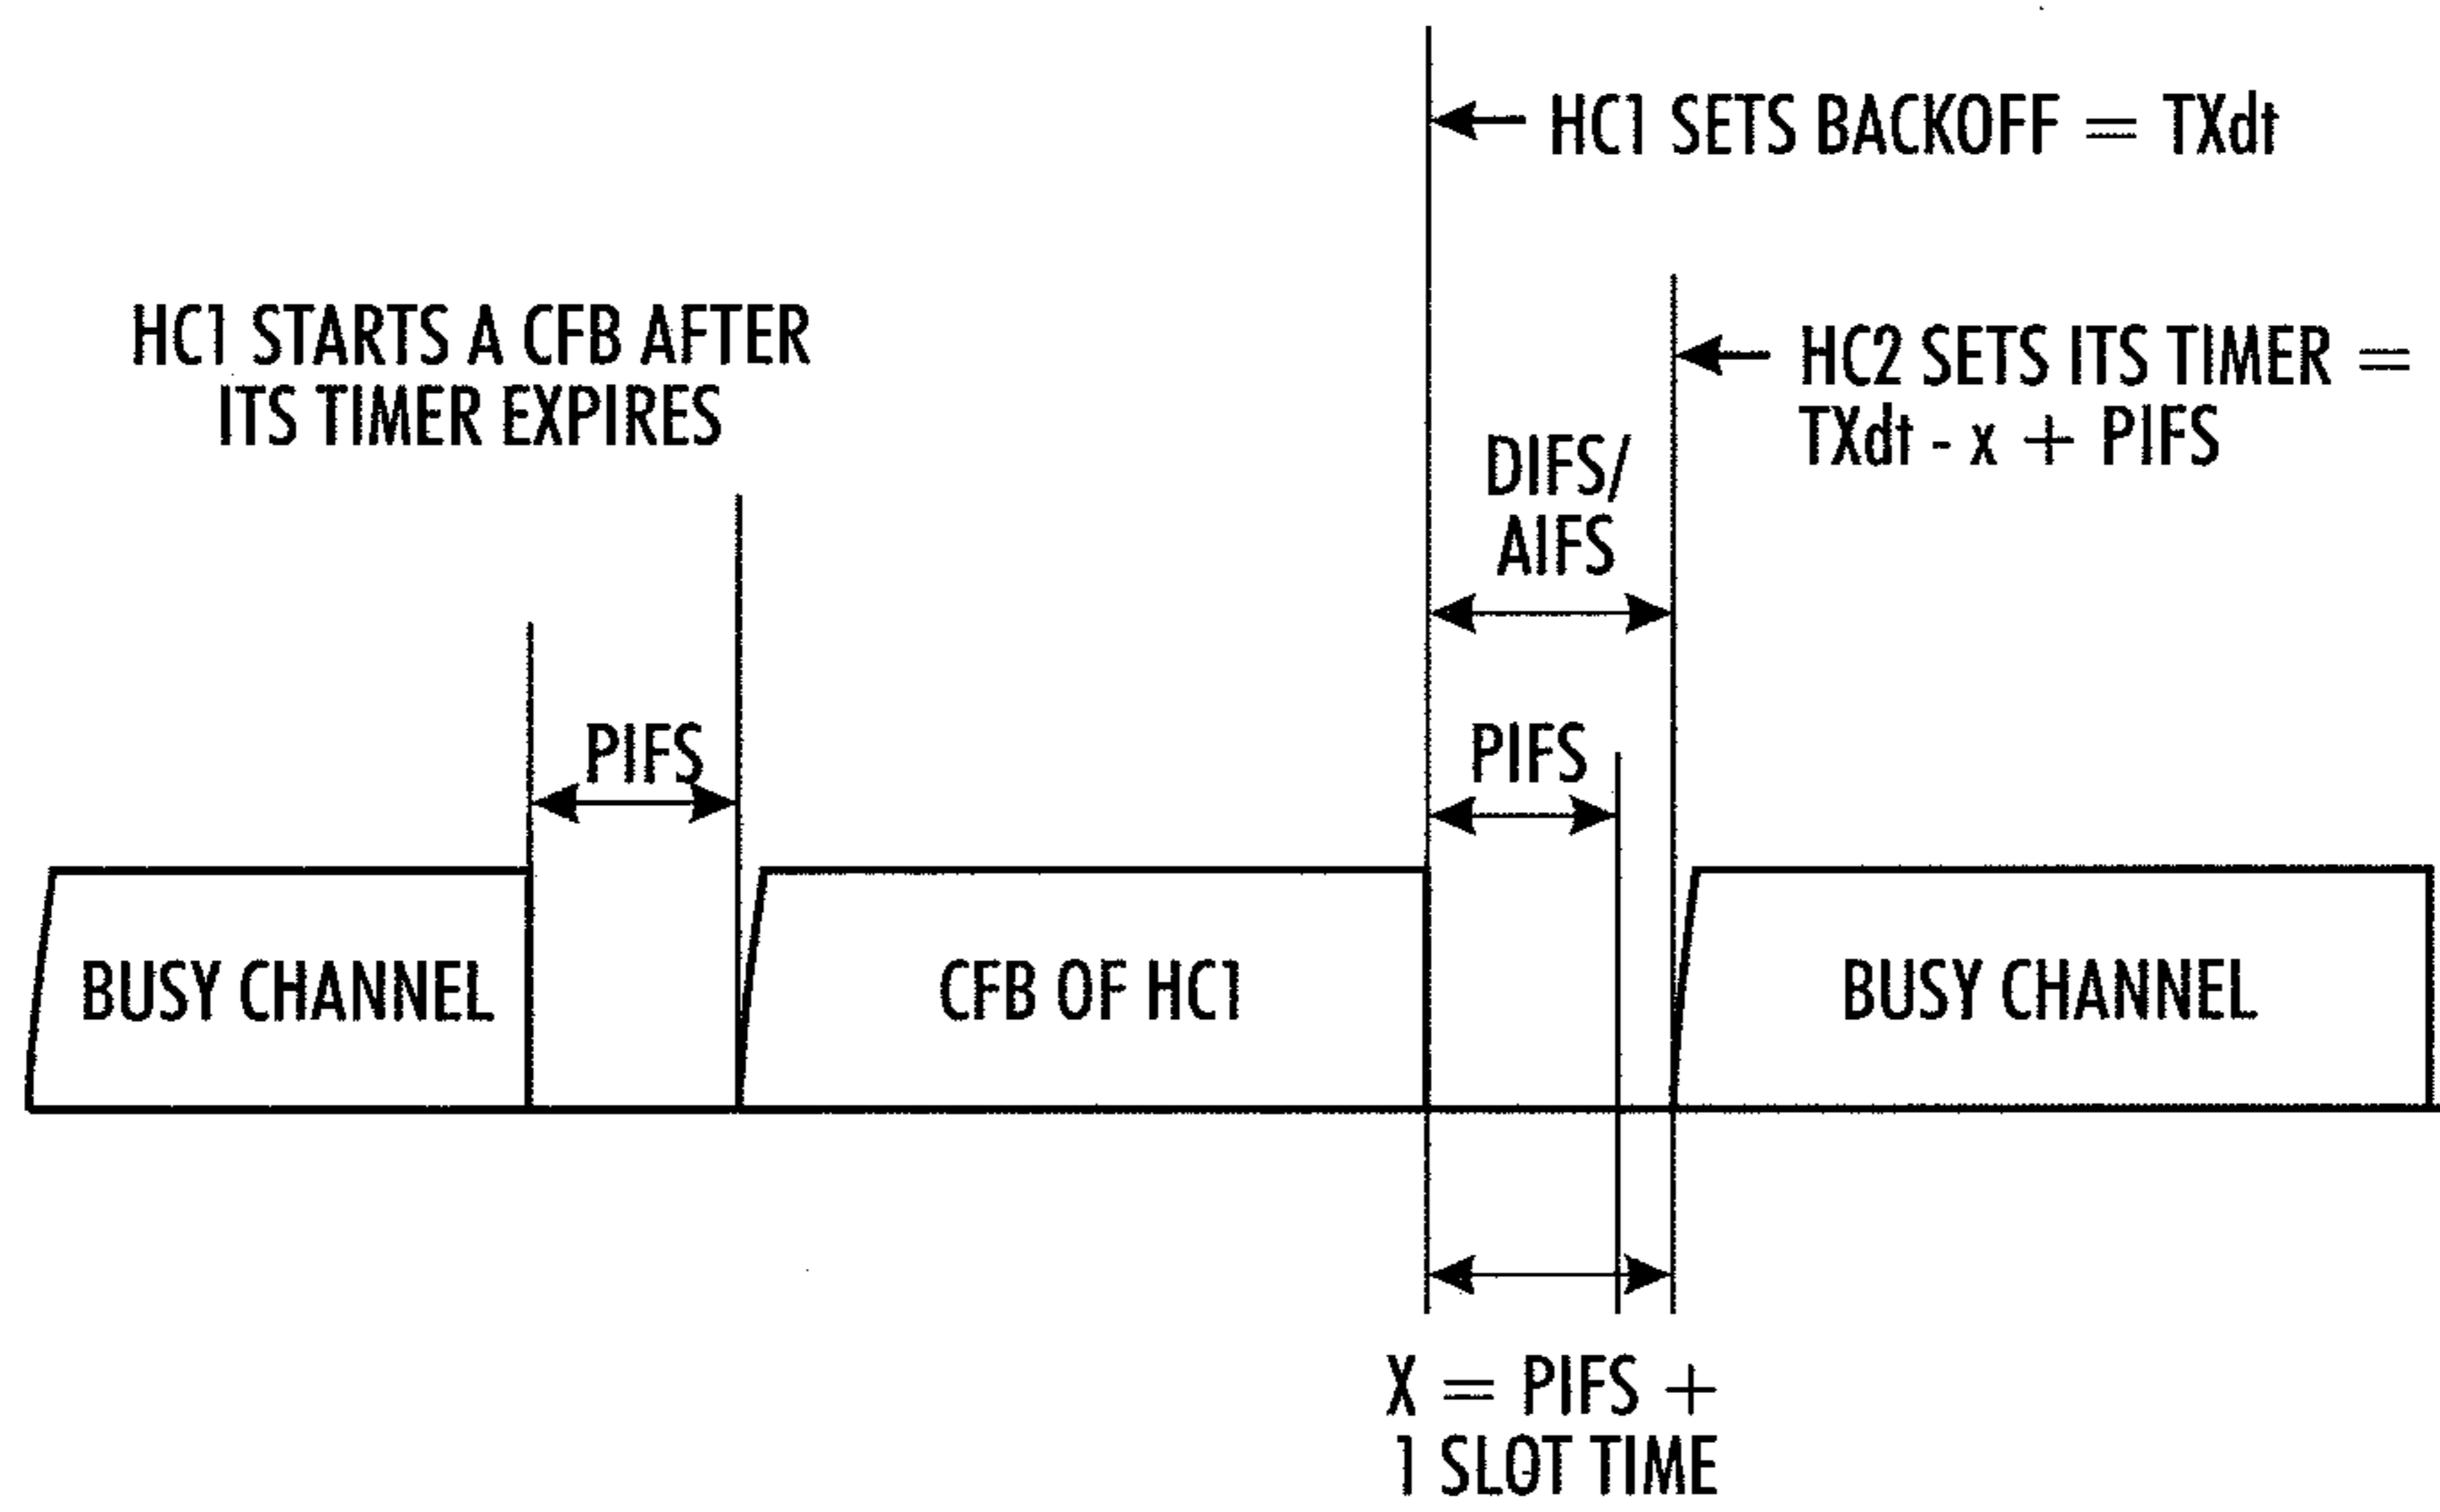 HC1 SETS BACKOFF = TXdt
HC1 STARTS A CFB AFTER
ITS TIMER EXPIRES
HC2 SETS ITS TIMER =
TXdt - x + PIFS
DIFS/
AIFS
PIFS
PIFS
BUSY CHANNEL
CFB OF HC1
BUSY CHANNEL
X = PIFS +
1 SLOT TIME